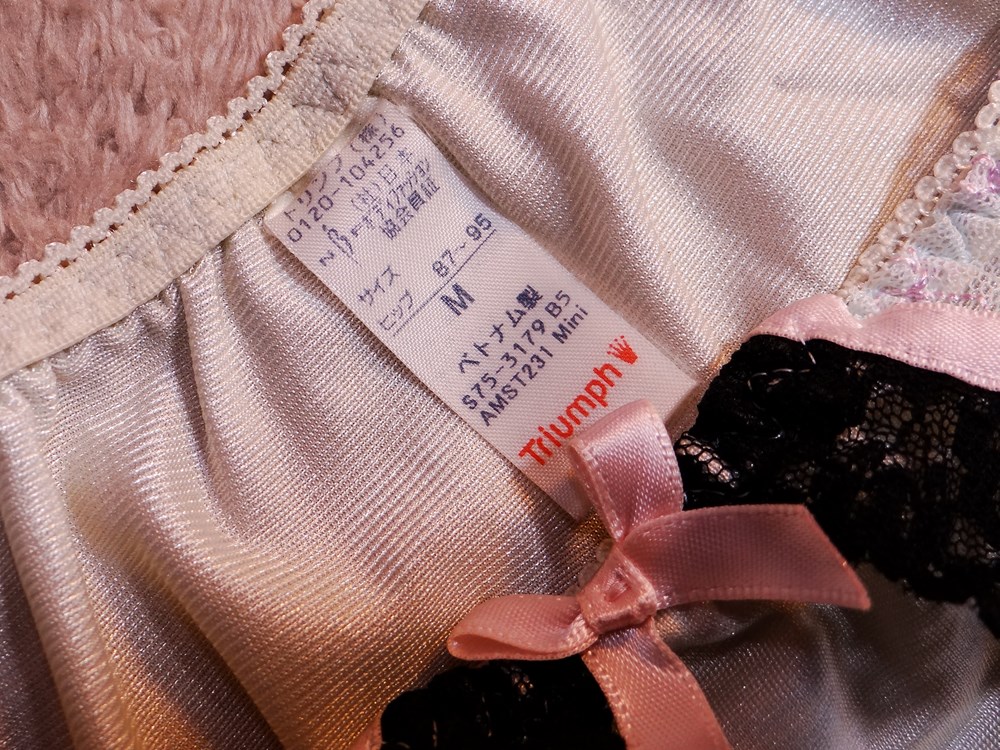 トリンプ (株)
0120-104256
(社)日本
ボディファッション
協会会員証
サイズ
ヒップ 87~95
M
ベトナム製
S75-3179 B5
AMST231 Mini
Triumph